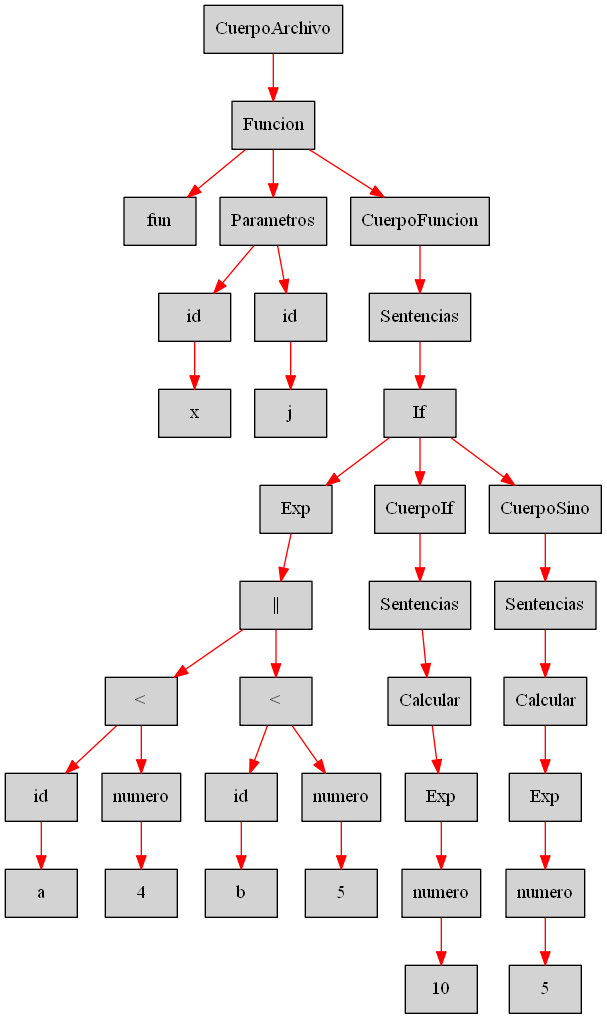 CuerpoArchivo
Funcion
fun
Parametros
CuerpoFuncion
id
id
Sentencias
x
j
If
Exp
CuerpoIf
CuerpoSino
||
Sentencias
Sentencias
<
<
Calcular
Calcular
id
numero
id
numero
Exp
Exp
a
4
b
5
numero
numero
10
5